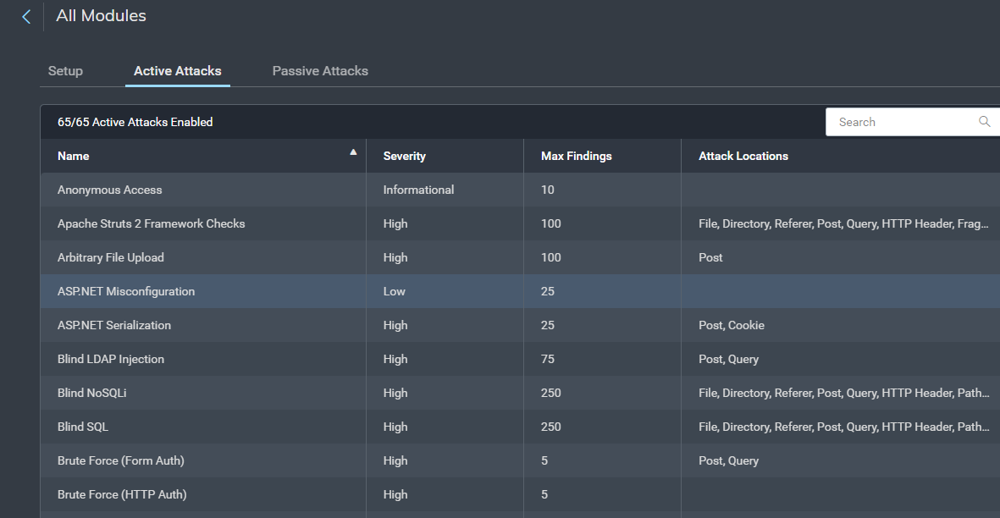 All Modules
Setup Active Attacks Passive Attacks
65/65 Active Attacks Enabled Search
Name Severity Max Findings Attack Locations
Anonymous Access Informational 10
Apache Struts 2 Framework Checks High 100 File, Directory, Referer, Post, Query, HTTP Header, Frag...
Arbitrary File Upload High 100 Post
ASP.NET Misconfiguration Low 25
ASP.NET Serialization High 25 Post, Cookie
Blind LDAP Injection High 75 Post, Query
Blind NoSQLi High 250 File, Directory, Referer, Post, Query, HTTP Header, Path...
Blind SQL High 250 File, Directory, Referer, Post, Query, HTTP Header, Path...
Brute Force (Form Auth) High 5 Post, Query
Brute Force (HTTP Auth) High 5